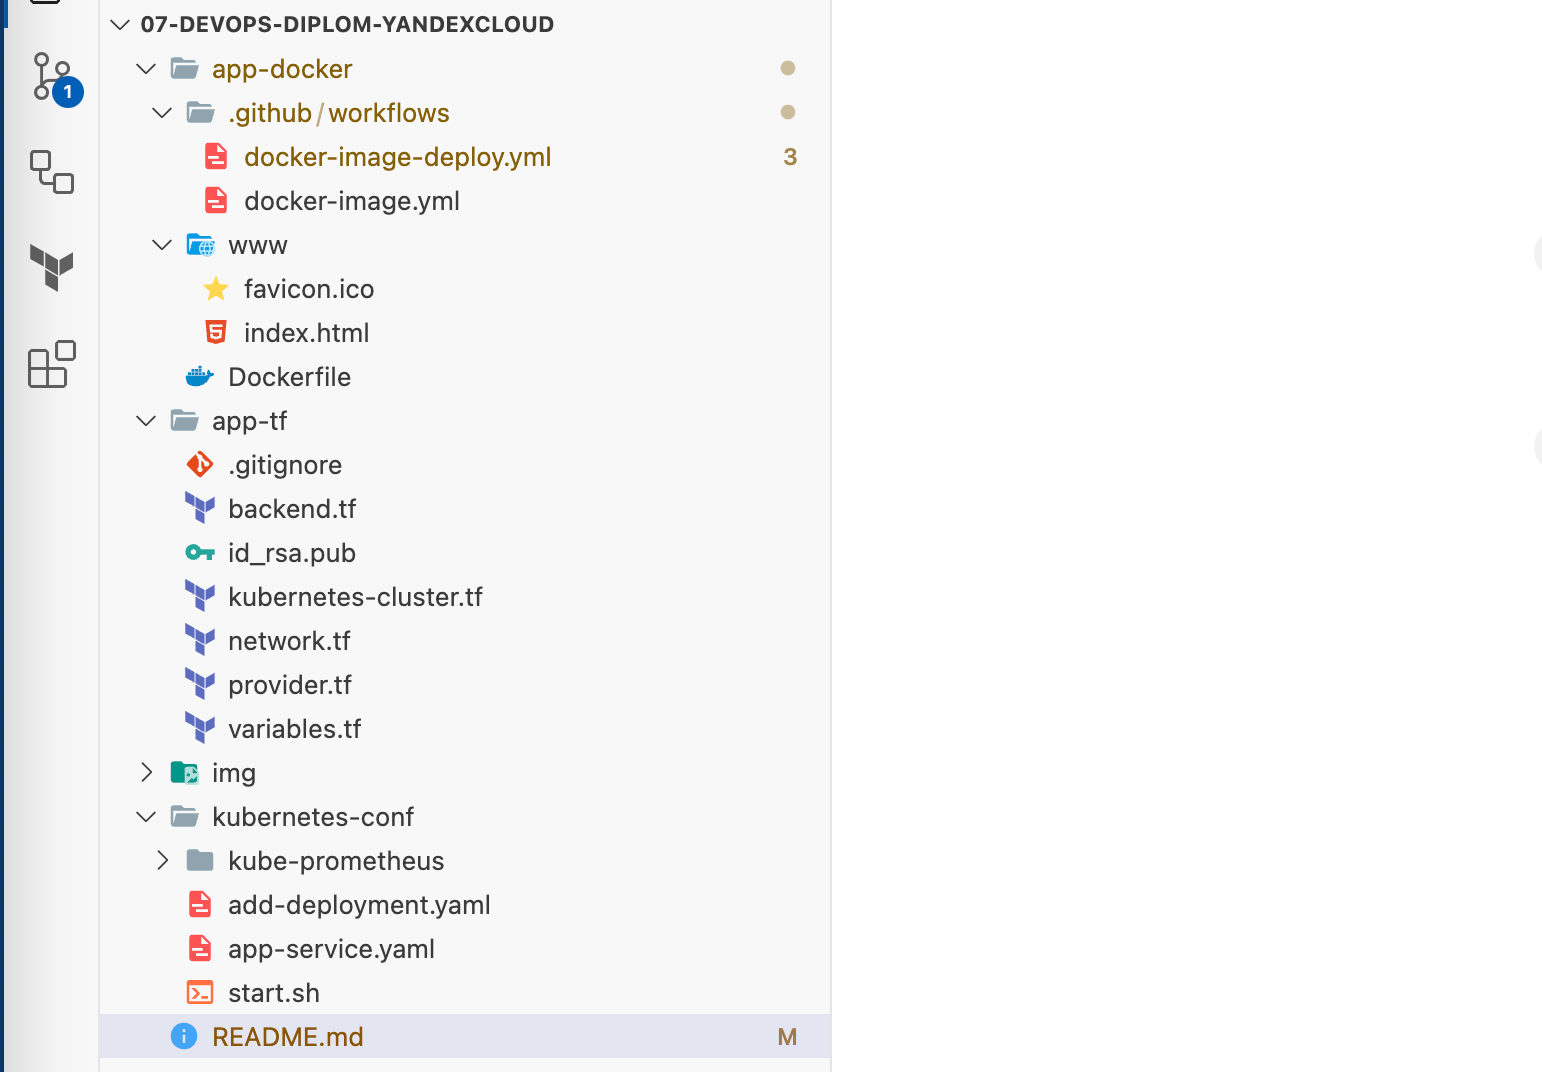 07-DEVOPS-DIPLOM-YANDEXCLOUD
app-docker
.github/workflows
docker-image-deploy.yml 3
1
docker-image.yml
www
favicon.ico
index.html
Dockerfile
app-tf
.gitignore
backend.tf
id_rsa.pub
kubernetes-cluster.tf
network.tf
provider.tf
variables.tf
img
kubernetes-conf
kube-prometheus
add-deployment.yaml
app-service.yaml
start.sh
README.md M